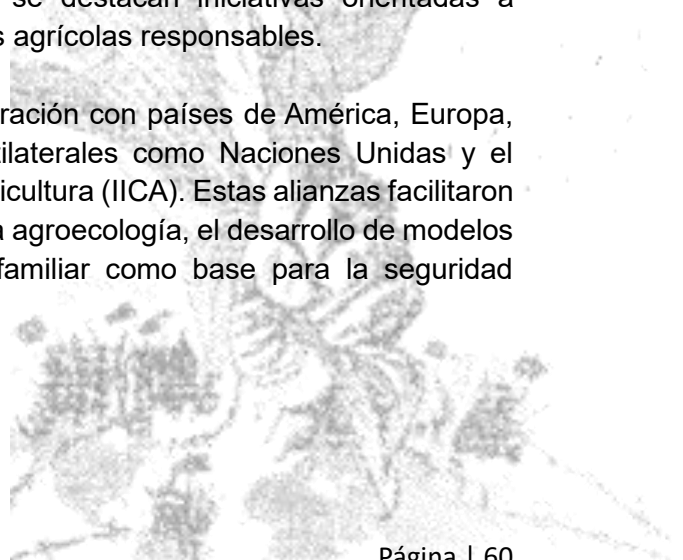 se destacan iniciativas orientadas a
s agrícolas responsables.
ración con países de América, Europa,
tilaterales como Naciones Unidas y el
icultura (IICA). Estas alianzas facilitaron
a agroecología, el desarrollo de modelos
familiar como base para la seguridad
Página | 60